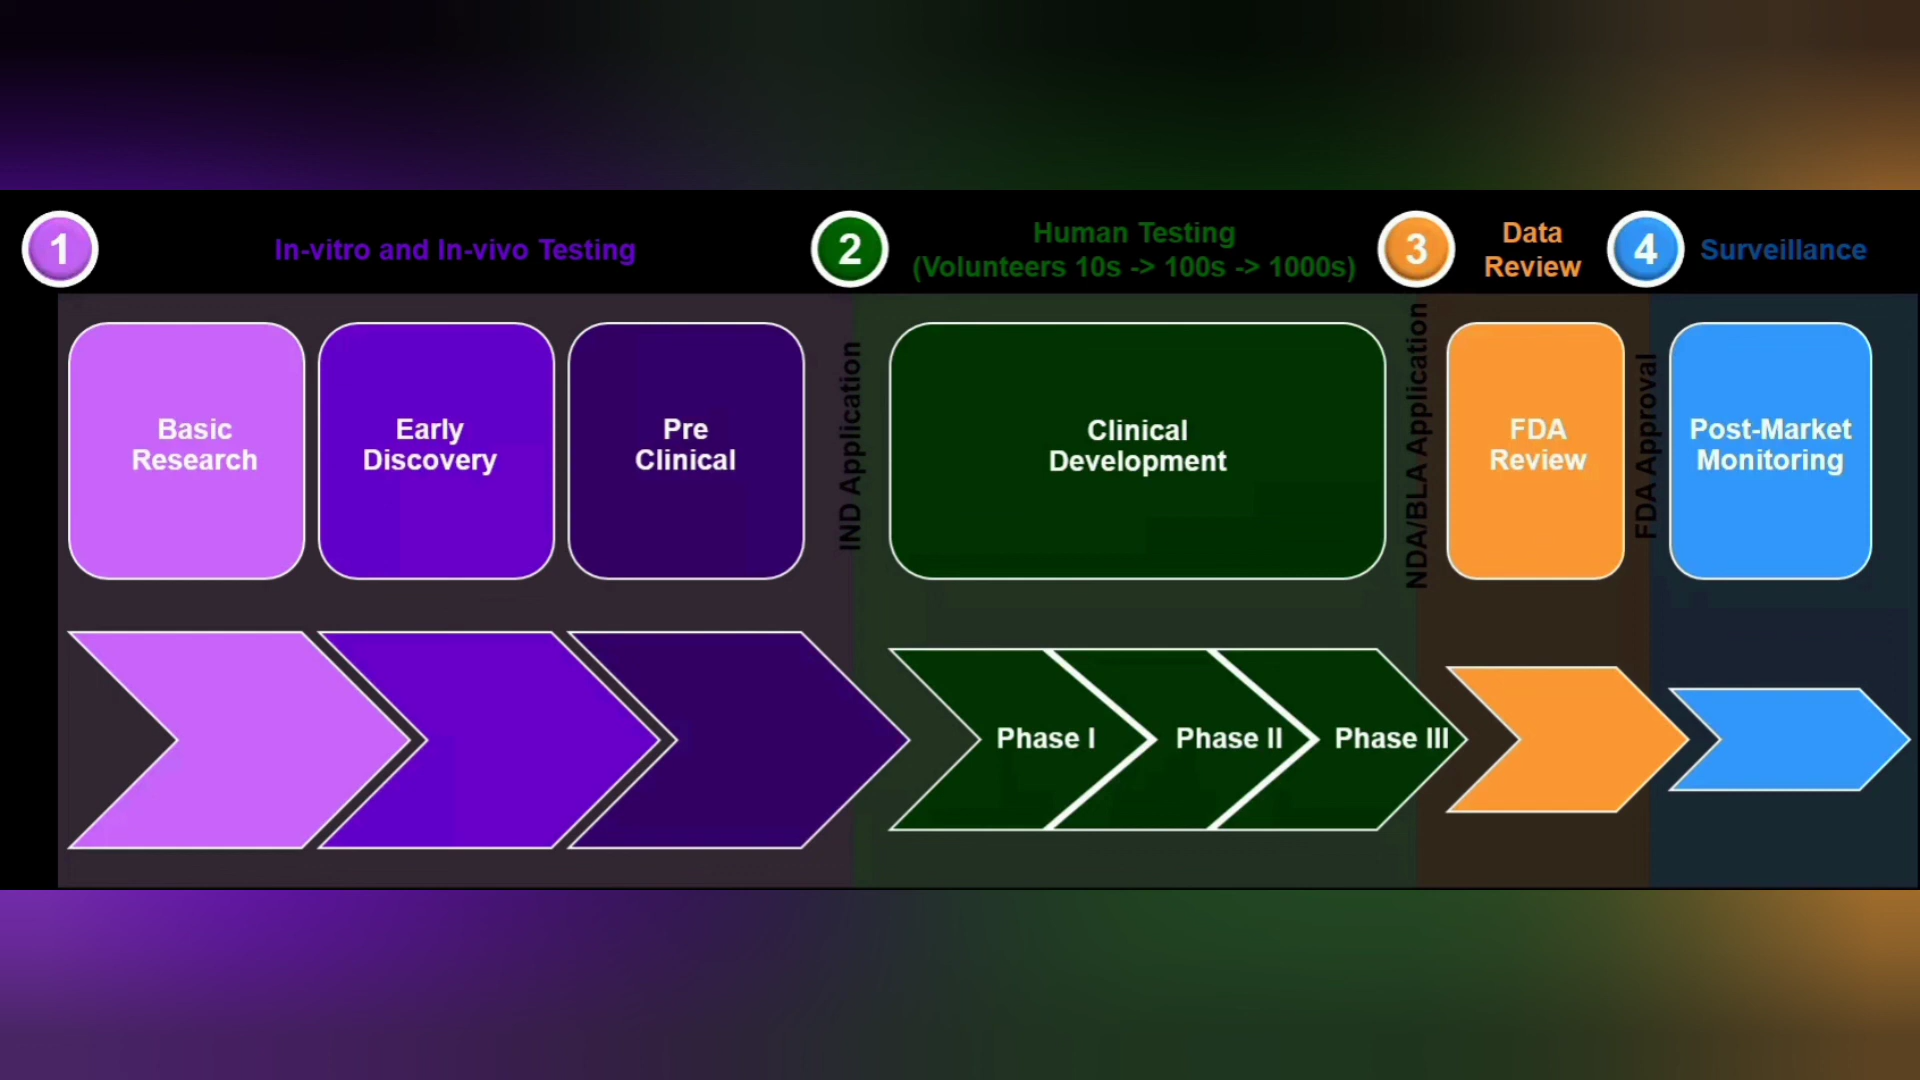 1
In-vitro and In-vivo Testing
2
Human Testing
(Volunteers 10s -> 100s -> 1000s)
3
Data
Review
4
Surveillance
Basic
Research
Early
Discovery
Pre
Clinical
IND Application
Clinical
Development
NDA/BLA Application
FDA
Review
FDA Approval
Post-Market
Monitoring
Phase I
Phase II
Phase III